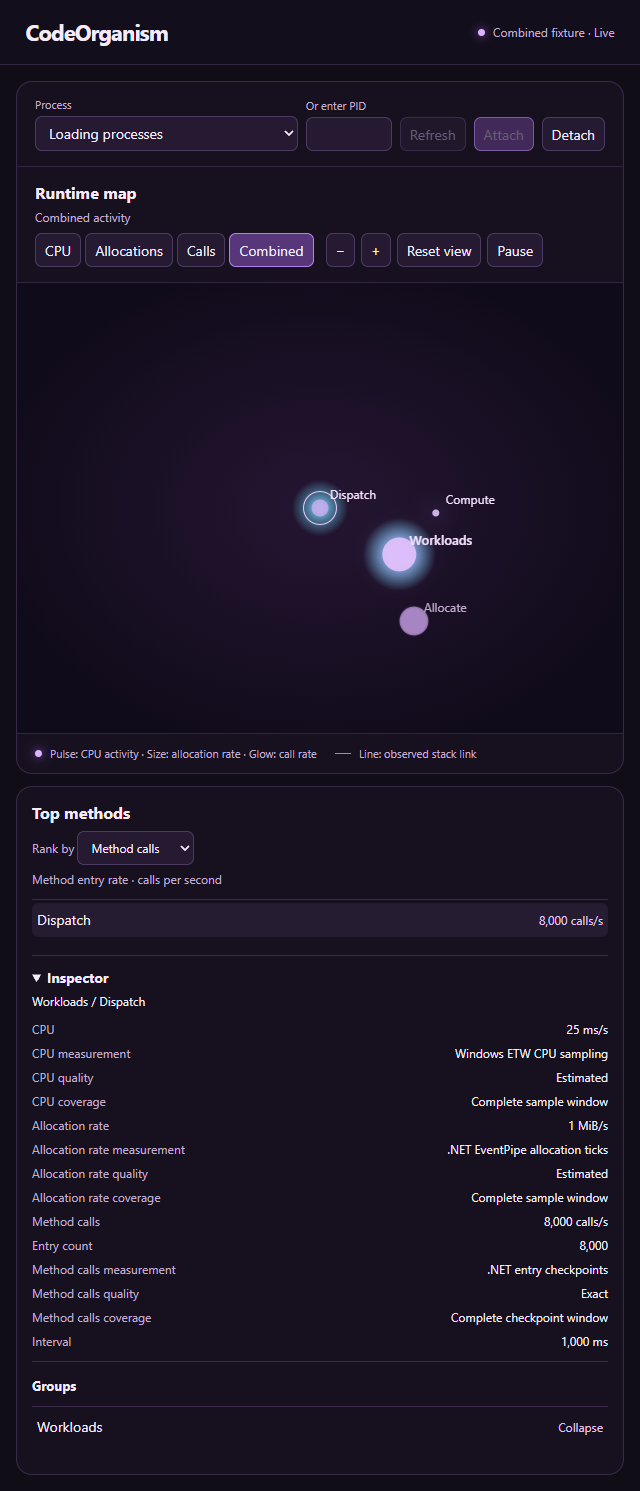 CodeOrganism
Combined fixture · Live
Process
Or enter PID
Loading processes
Refresh
Attach
Detach
Runtime map
Combined activity
CPU
Allocations
Calls
Combined
−
+
Reset view
Pause
Dispatch
Compute
Workloads
Allocate
Pulse: CPU activity · Size: allocation rate · Glow: call rate
Line: observed stack link
Top methods
Rank by Method calls
Method entry rate · calls per second
Dispatch 8,000 calls/s
▼ Inspector
Workloads / Dispatch
CPU 25 ms/s
CPU measurement Windows ETW CPU sampling
CPU quality Estimated
CPU coverage Complete sample window
Allocation rate 1 MiB/s
Allocation rate measurement .NET EventPipe allocation ticks
Allocation rate quality Estimated
Allocation rate coverage Complete sample window
Method calls 8,000 calls/s
Entry count 8,000
Method calls measurement .NET entry checkpoints
Method calls quality Exact
Method calls coverage Complete checkpoint window
Interval 1,000 ms
Groups
Workloads Collapse